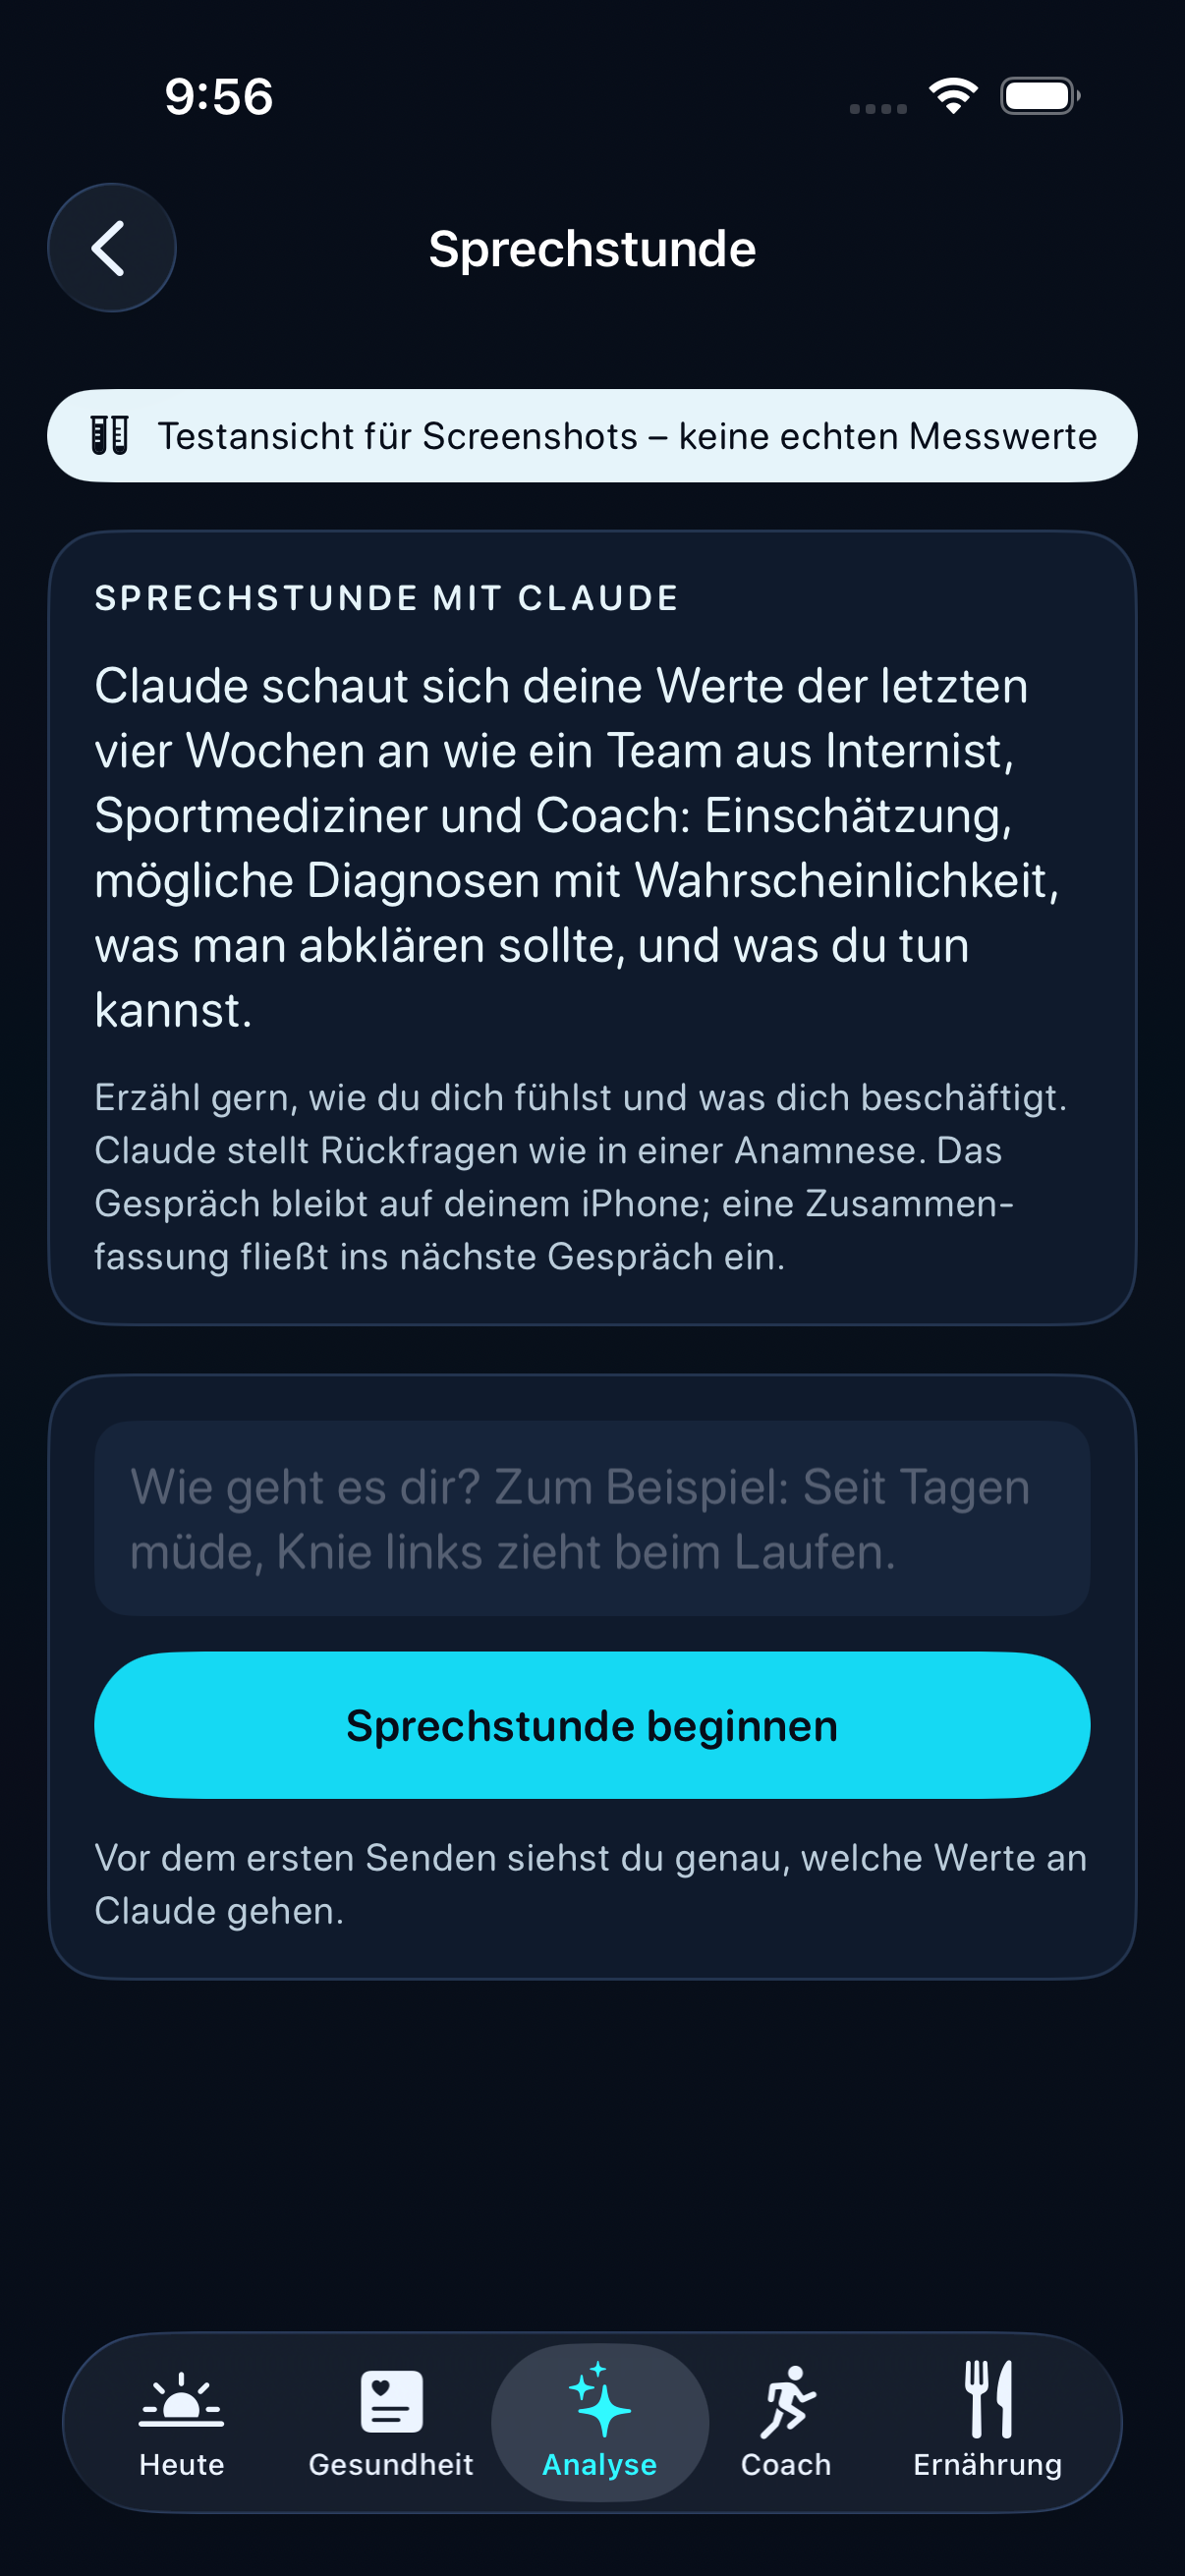 9:56
Sprechstunde
Testansicht für Screenshots – keine echten Messwerte
SPRECHSTUNDE MIT CLAUDE
Claude schaut sich deine Werte der letzten
vier Wochen an wie ein Team aus Internist,
Sportmediziner und Coach: Einschätzung,
mögliche Diagnosen mit Wahrscheinlichkeit,
was man abklären sollte, und was du tun
kannst.
Erzähl gern, wie du dich fühlst und was dich beschäftigt.
Claude stellt Rückfragen wie in einer Anamnese. Das
Gespräch bleibt auf deinem iPhone; eine Zusammen-
fassung fließt ins nächste Gespräch ein.
Wie geht es dir? Zum Beispiel: Seit Tagen
müde, Knie links zieht beim Laufen.
Sprechstunde beginnen
Vor dem ersten Senden siehst du genau, welche Werte an
Claude gehen.
Heute
Gesundheit
Analyse
Coach
Ernährung